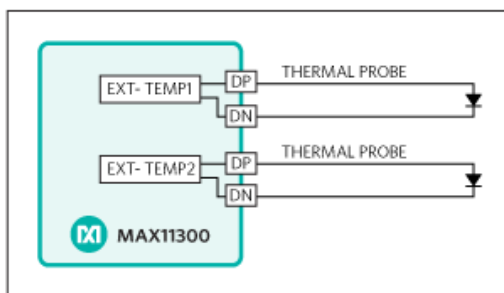 EXT- TEMP1
DP
THERMAL PROBE
DN
EXT- TEMP2
DP
THERMAL PROBE
DN
MAX11300